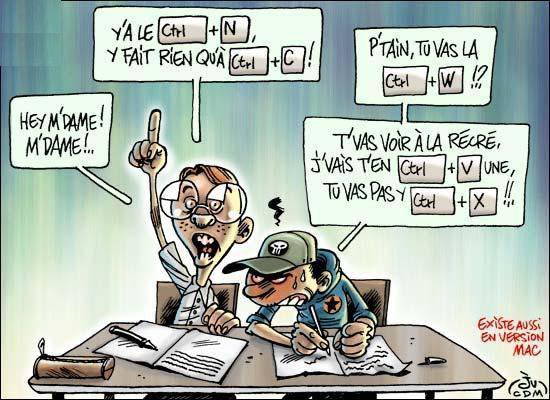 HEY M'DAME!
M'DAME!..
Y'A LE Ctrl + N,
Y FAIT RIEN QU'À Ctrl + C !
P'TAIN, TU VAS LA
Ctrl + W !?
T'VAS VOIR À LA RÉCRÉ,
J'VAIS T'EN Ctrl + V UNE,
TU VAS PAS Y Ctrl + X !!
EXISTE AUSSI
EN VERSION
MAC
JU
CDM